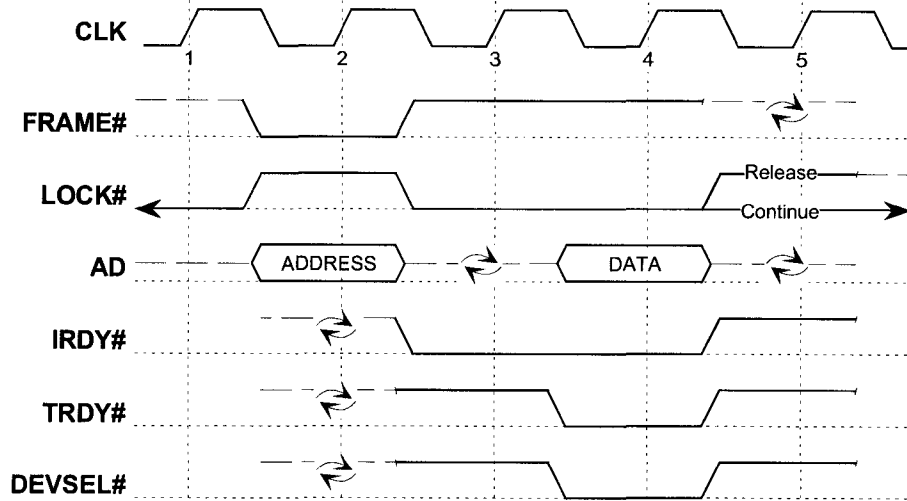 CLK
1 2 3 4 5
FRAME#
LOCK#
Release
Continue
AD
ADDRESS
DATA
IRDY#
TRDY#
DEVSEL#